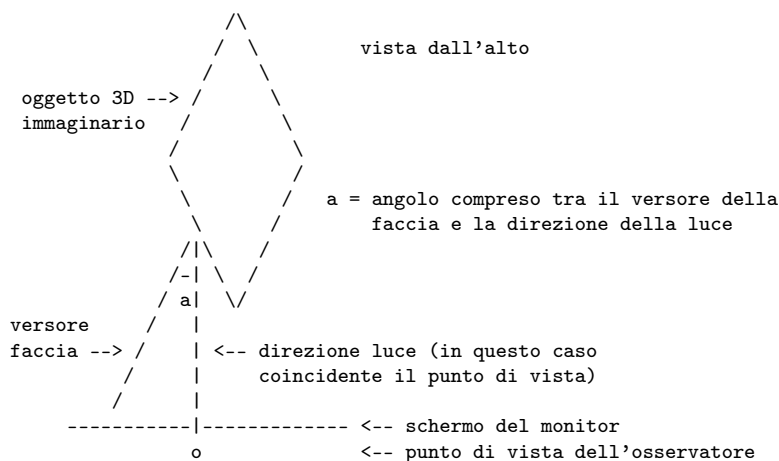 vista dall'alto
oggetto 3D -->
immaginario
a = angolo compreso tra il versore della
faccia e la direzione della luce
a
versore
faccia -->
<-- direzione luce (in questo caso
coincidente il punto di vista)
<-- schermo del monitor
o <-- punto di vista dell'osservatore